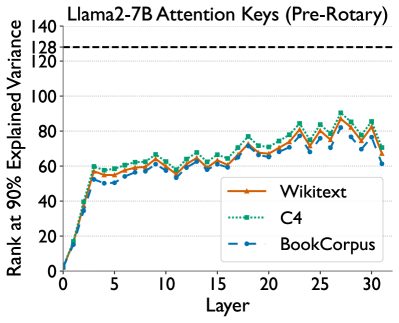 Llama2-7B Attention Keys (Pre-Rotary)
Rank at 90% Explained Variance
140
128
120
100
80
60
40
20
0
Wikitext
C4
BookCorpus
0 5 10 15 20 25 30
Layer